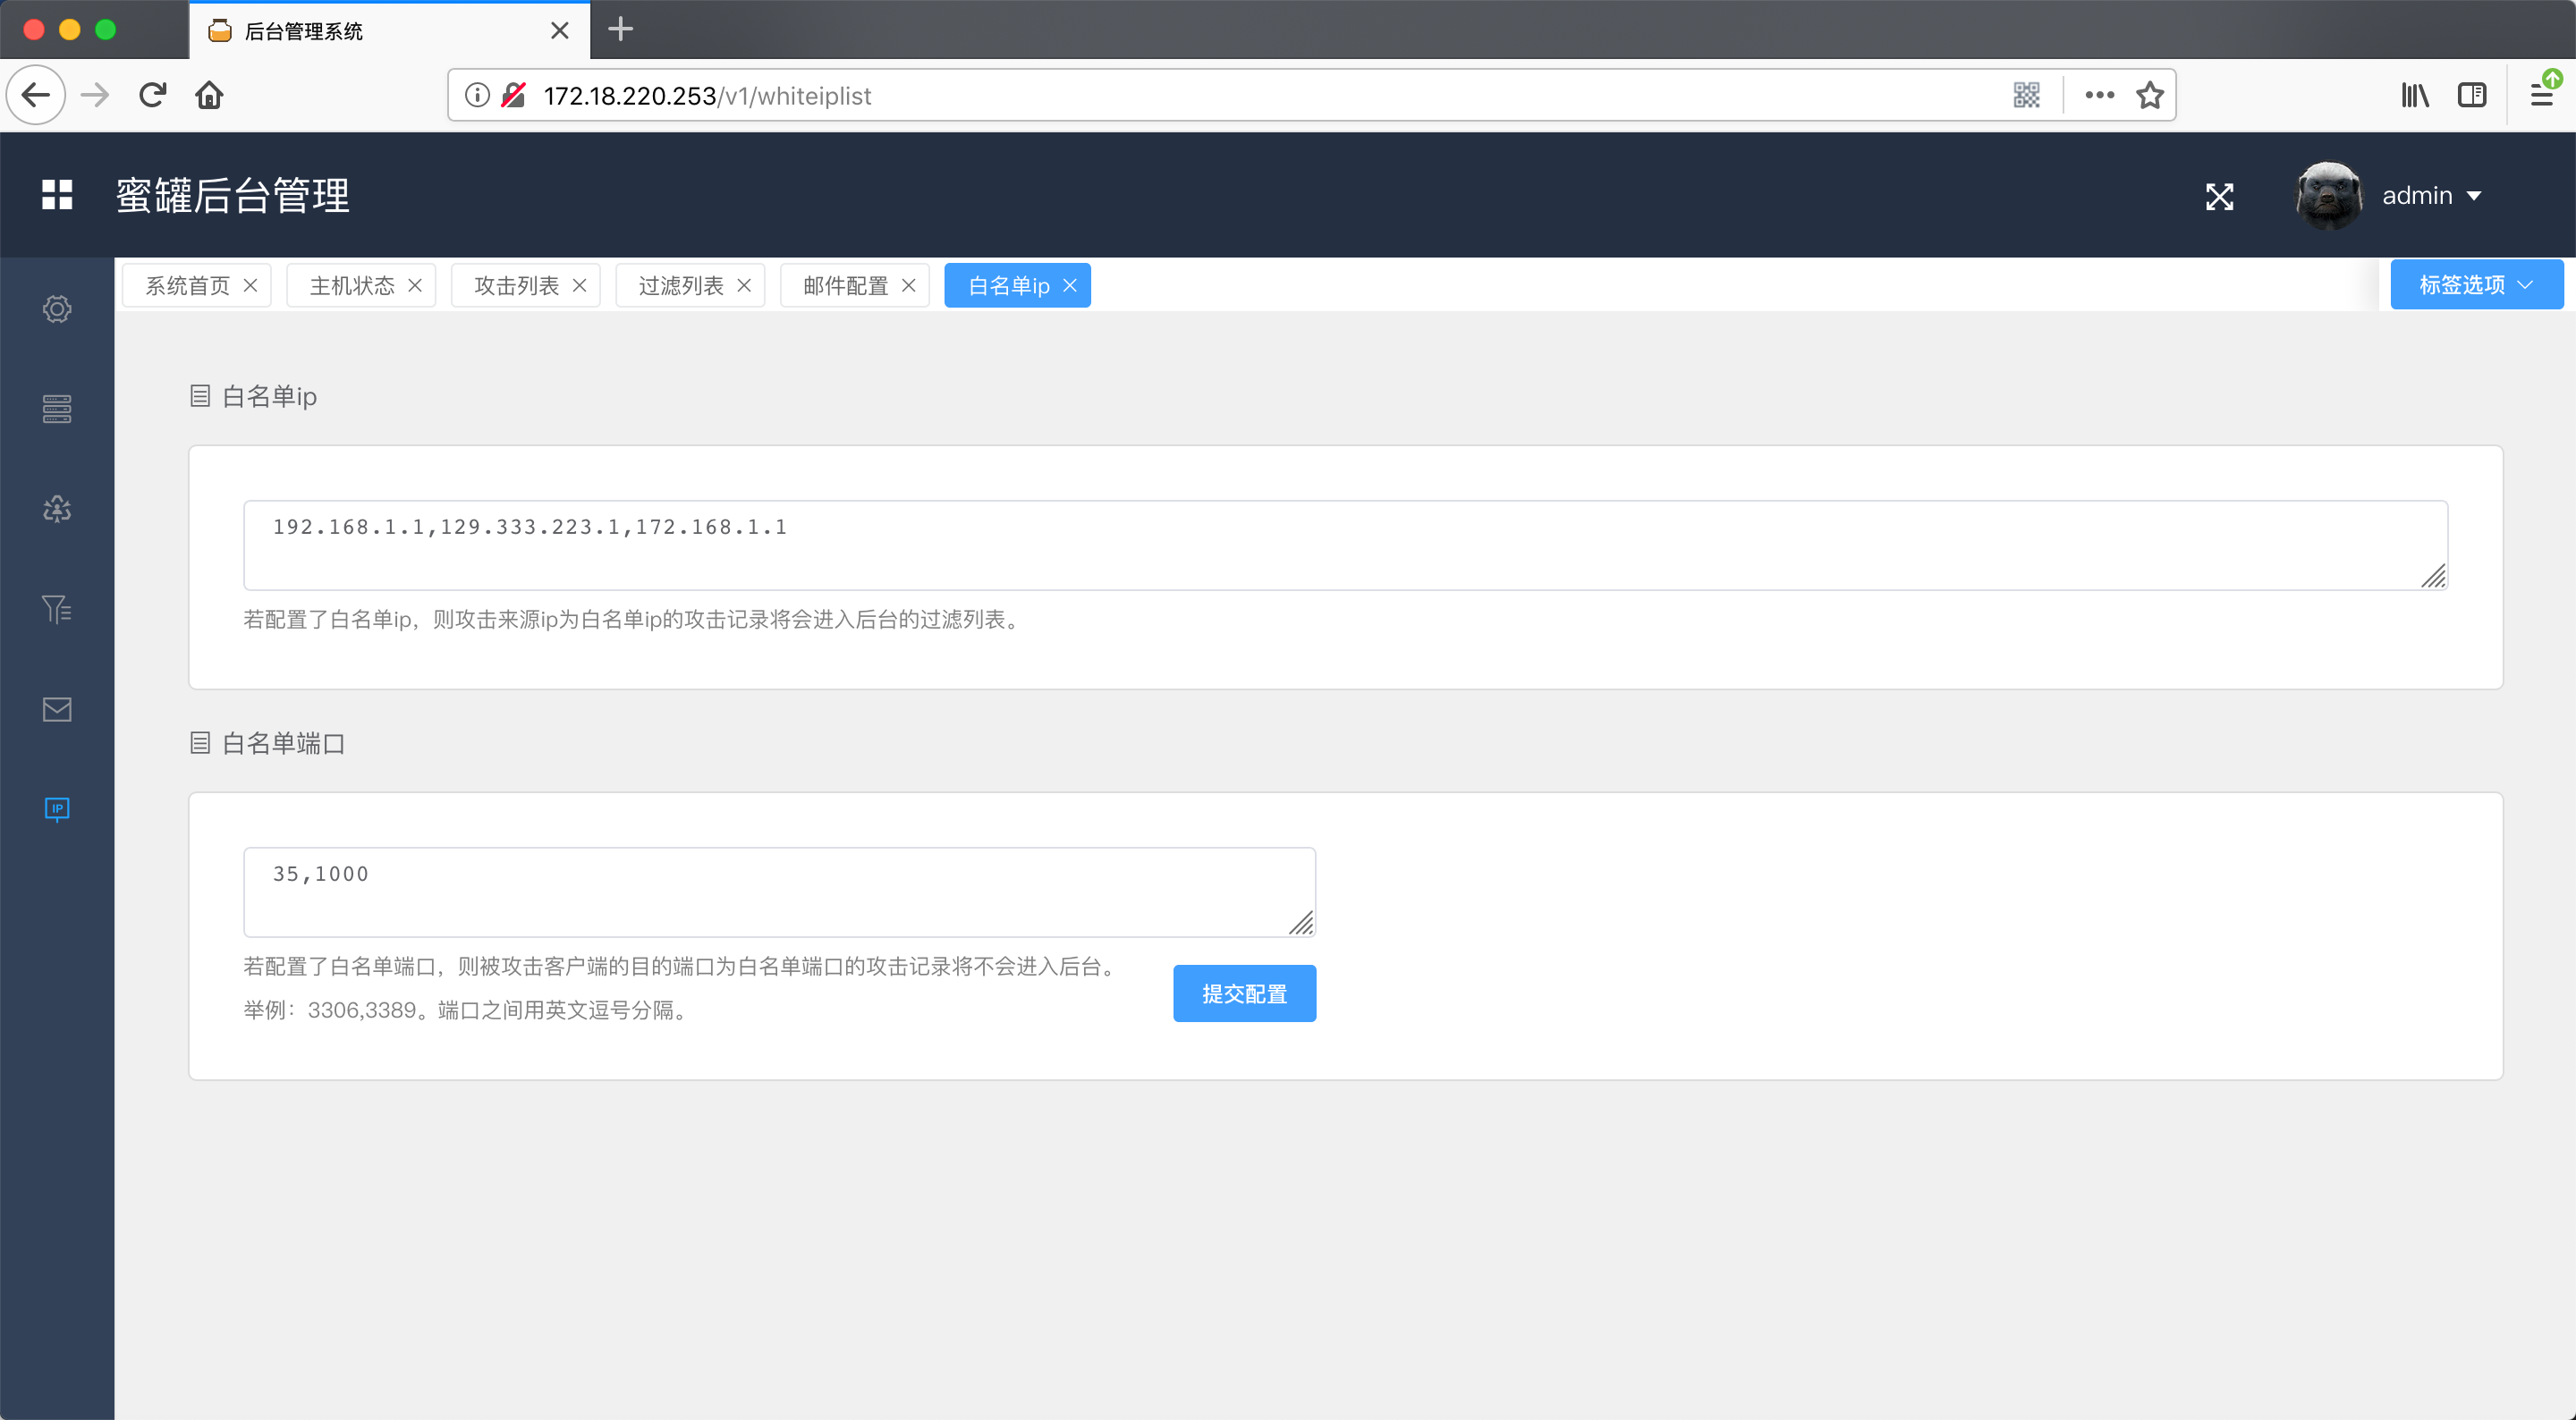 后台管理系统
172.18.220.253/v1/whiteiplist
蜜罐后台管理
admin
系统首页 主机状态 攻击列表 过滤列表 邮件配置 白名单ip 标签选项
白名单ip
192.168.1.1,129.333.223.1,172.168.1.1
若配置了白名单ip，则攻击来源ip为白名单ip的攻击记录将会进入后台的过滤列表。
白名单端口
IP
35,1000
若配置了白名单端口，则被攻击客户端的目的端口为白名单端口的攻击记录将不会进入后台。
举例：3306,3389。端口之间用英文逗号分隔。
提交配置